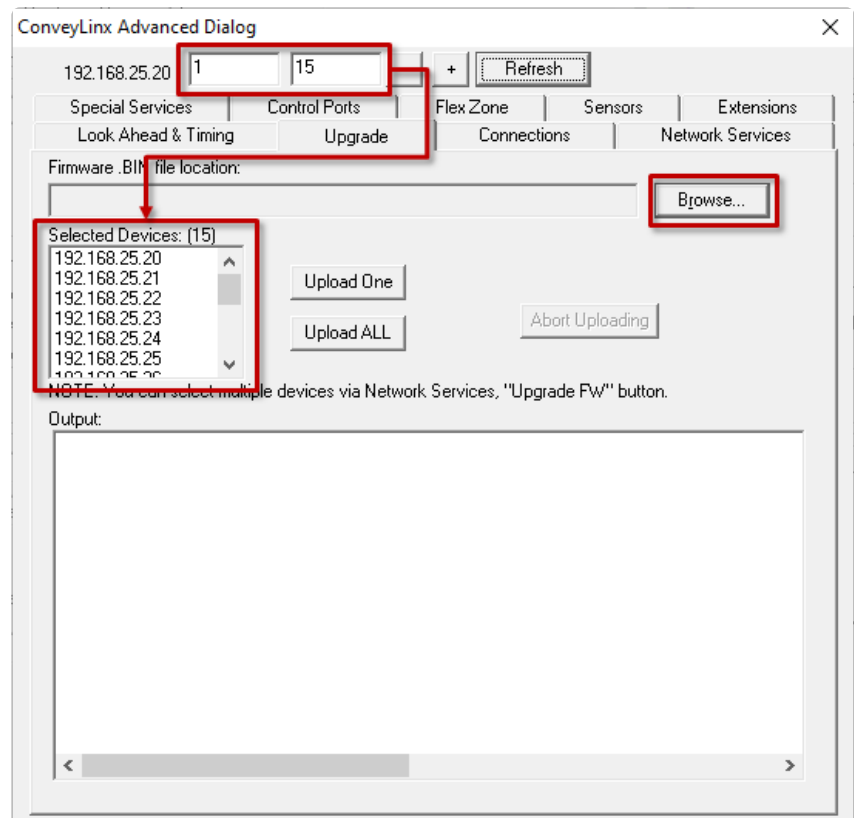 ConveyLinx Advanced Dialog
192.168.25.20 1 15 + Refresh
Special Services Control Ports Flex Zone Sensors Extensions
Look Ahead & Timing Upgrade Connections Network Services
Firmware .BIN file location:
Browse...
Selected Devices: (15)
192.168.25.20
192.168.25.21
192.168.25.22
192.168.25.23
192.168.25.24
192.168.25.25
192.168.25.26
Upload One
Upload ALL
Abort Uploading
NOTE: You can select multiple devices via Network Services, "Upgrade FW" button.
Output: